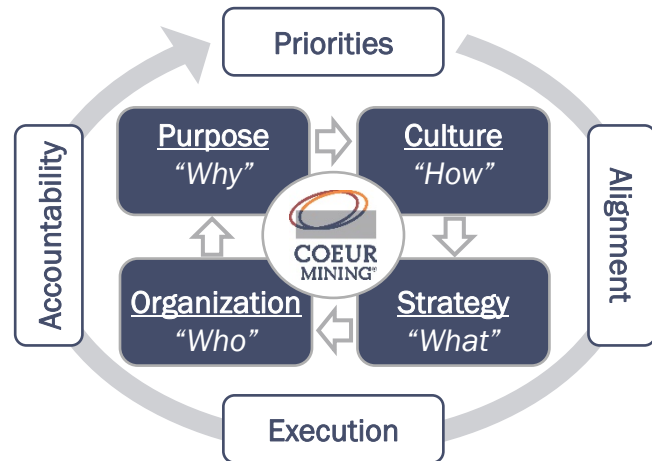 Priorities
Purpose
“Why”
Culture
“How”
Accountability
Alignment
COEUR
MINING®
Organization
“Who”
Strategy
“What”
Execution